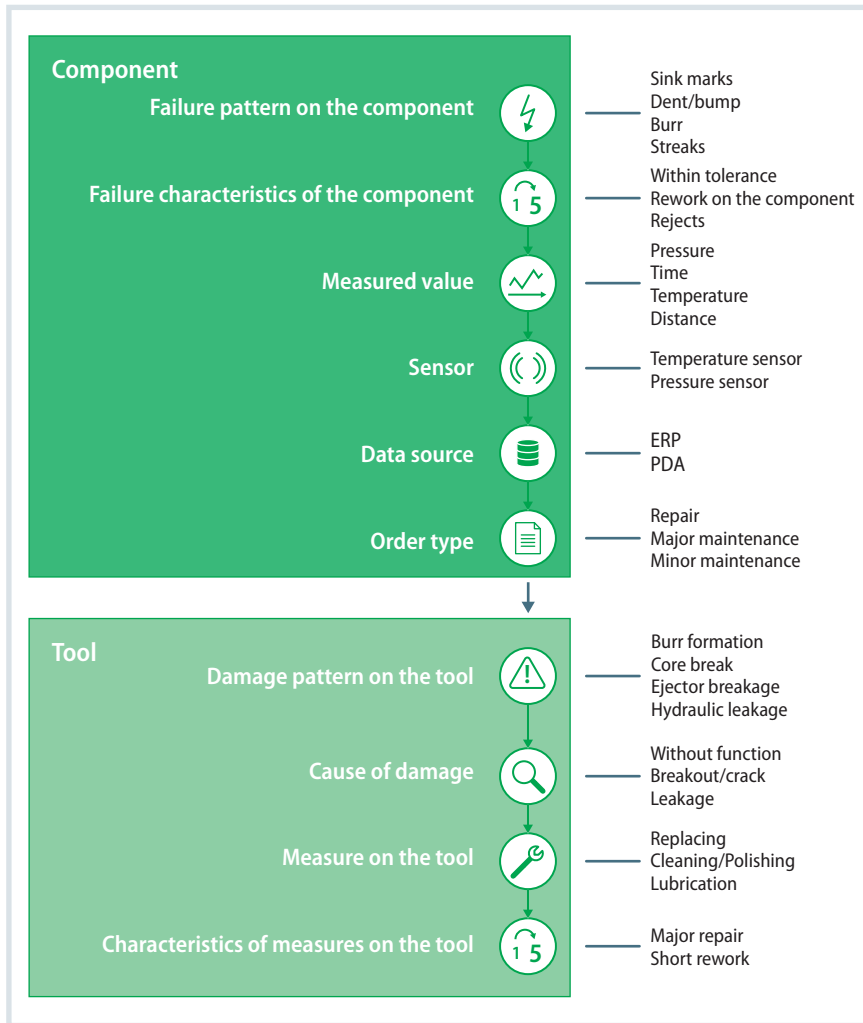 Component
Failure pattern on the component
Sink marks
Dent/bump
Burr
Streaks
Failure characteristics of the component
1 5
Within tolerance
Rework on the component
Rejects
Measured value
Pressure
Time
Temperature
Distance
Sensor
Temperature sensor
Pressure sensor
Data source
ERP
PDA
Order type
Repair
Major maintenance
Minor maintenance
Tool
Damage pattern on the tool
!
Burr formation
Core break
Ejector breakage
Hydraulic leakage
Cause of damage
Without function
Breakout/crack
Leakage
Measure on the tool
Replacing
Cleaning/Polishing
Lubrication
Characteristics of measures on the tool
1 5
Major repair
Short rework